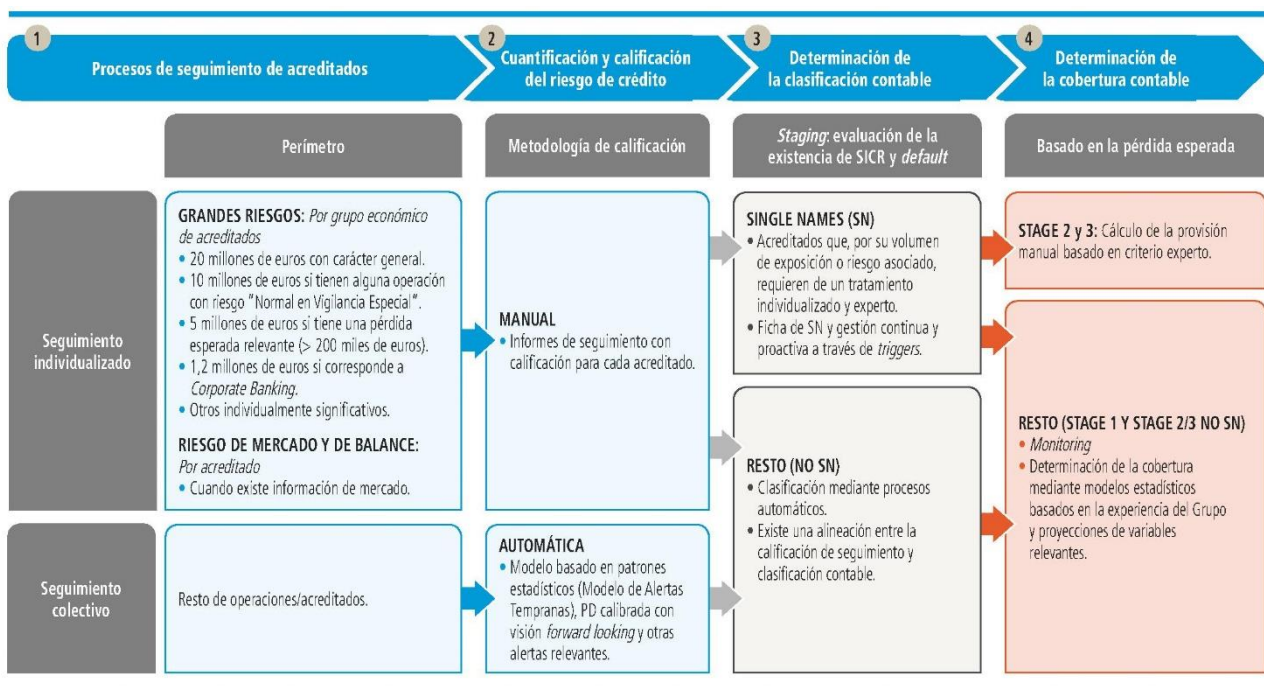 1
Procesos de seguimiento de acreditados
2
Cuantificación y calificación
del riesgo de crédito
3
Determinación de
la clasificación contable
4
Determinación de
la cobertura contable
Perímetro
Metodología de calificación
Staging: evaluación de la
existencia de SICR y default
Basado en la pérdida esperada
Seguimiento
individualizado
GRANDES RIESGOS: Por grupo económico
de acreditados
• 20 millones de euros con carácter general.
• 10 millones de euros si tienen alguna operación
con riesgo "Normal en Vigilancia Especial".
• 5 millones de euros si tiene una pérdida
esperada relevante (> 200 miles de euros).
• 1,2 millones de euros si corresponde a
Corporate Banking.
• Otros individualmente significativos.
RIESGO DE MERCADO Y DE BALANCE:
Por acreditado
• Cuando existe información de mercado.
MANUAL
• Informes de seguimiento con
calificación para cada acreditado.
SINGLE NAMES (SN)
• Acreditados que, por su volumen
de exposición o riesgo asociado,
requieren de un tratamiento
individualizado y experto.
• Ficha de SN y gestión continua y
proactiva a través de triggers.
STAGE 2 y 3: Cálculo de la provisión
manual basado en criterio experto.
RESTO (NO SN)
• Clasificación mediante procesos
automáticos.
• Existe una alineación entre la
calificación de seguimiento y
clasificación contable.
RESTO (STAGE 1 Y STAGE 2/3 NO SN)
• Monitoring
• Determinación de la cobertura
mediante modelos estadísticos
basados en la experiencia del Grupo
y proyecciones de variables
relevantes.
Seguimiento
colectivo
Resto de operaciones/acreditados.
AUTOMÁTICA
• Modelo basado en patrones
estadísticos (Modelo de Alertas
Tempranas), PD calibrada con
visión forward looking y otras
alertas relevantes.